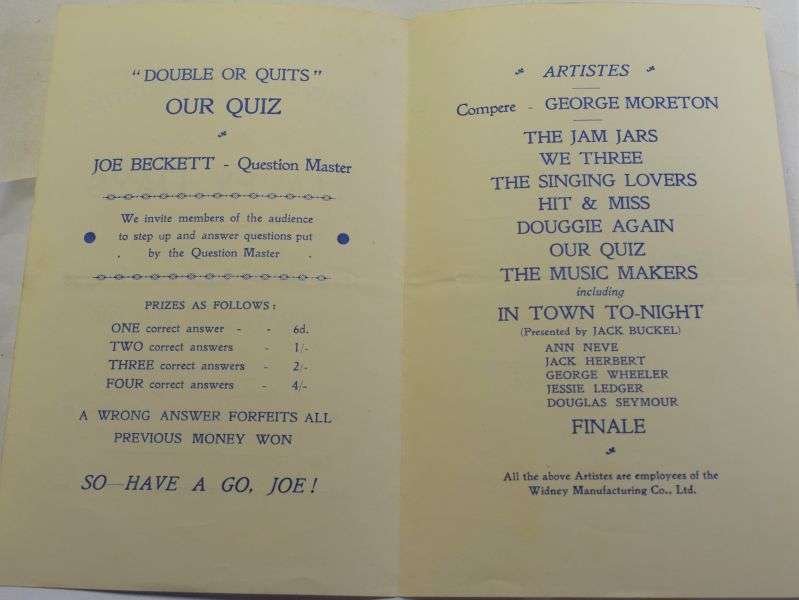 "DOUBLE OR QUITS"
OUR QUIZ
JOE BECKETT - Question Master
We invite members of the audience
to step up and answer questions put
by the Question Master
PRIZES AS FOLLOWS:
ONE correct answer - - 6d.
TWO correct answers - 1/-
THREE correct answers - 2/-
FOUR correct answers - 4/-
A WRONG ANSWER FORFEITS ALL
PREVIOUS MONEY WON
SO—HAVE A GO, JOE!
ARTISTES
Compere - GEORGE MORETON
THE JAM JARS
WE THREE
THE SINGING LOVERS
HIT & MISS
DOUGGIE AGAIN
OUR QUIZ
THE MUSIC MAKERS
including
IN TOWN TO-NIGHT
(Presented by JACK BUCKEL)
ANN NEVE
JACK HERBERT
GEORGE WHEELER
JESSIE LEDGER
DOUGLAS SEYMOUR
FINALE
All the above Artistes are employees of the
Widney Manufacturing Co., Ltd.